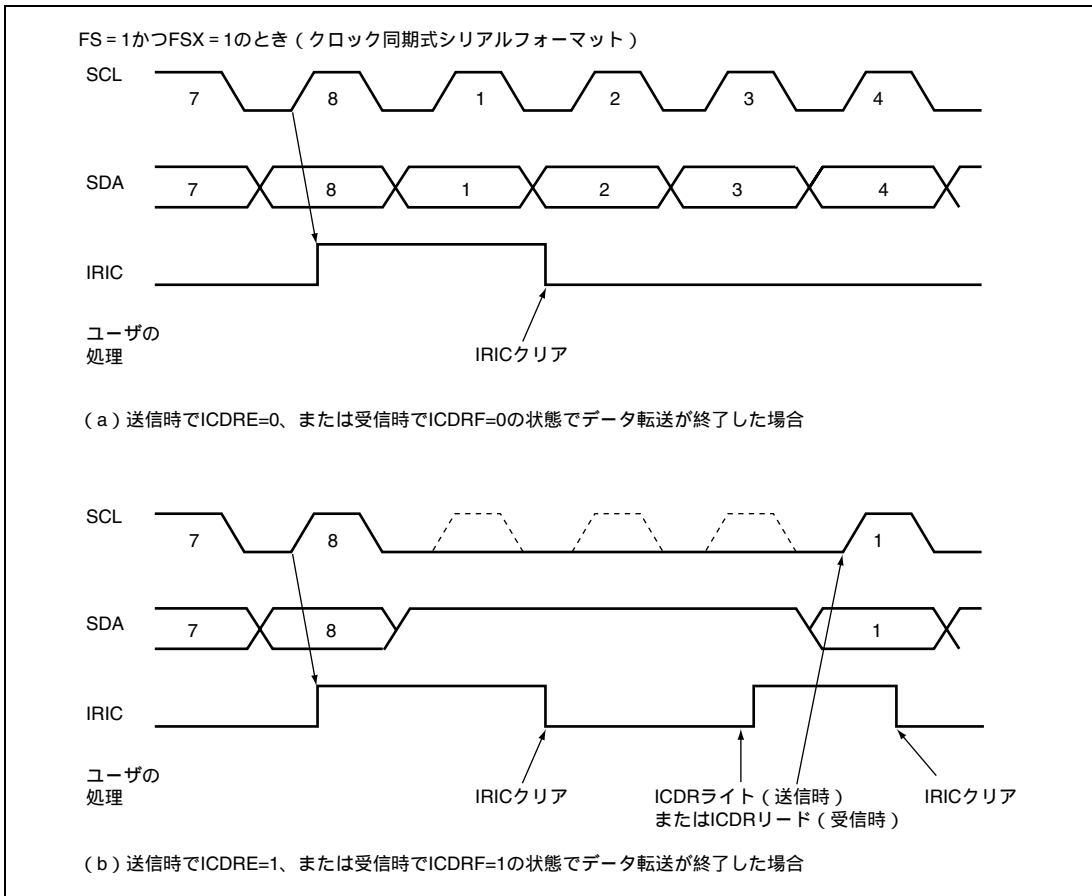 FS = 1かつFSX = 1のとき（クロック同期式シリアルフォーマット）
SCL
7
8
1
2
3
4
SDA
7
8
1
2
3
4
IRIC
ユーザの
処理
IRICクリア
（a）送信時でICDRE=0、または受信時でICDRF=0の状態でデータ転送が終了した場合
SCL
7
8
1
SDA
7
8
1
IRIC
ユーザの
処理
IRICクリア
ICDRライト（送信時）
またはICDRリード（受信時）
IRICクリア
（b）送信時でICDRE=1、または受信時でICDRF=1の状態でデータ転送が終了した場合